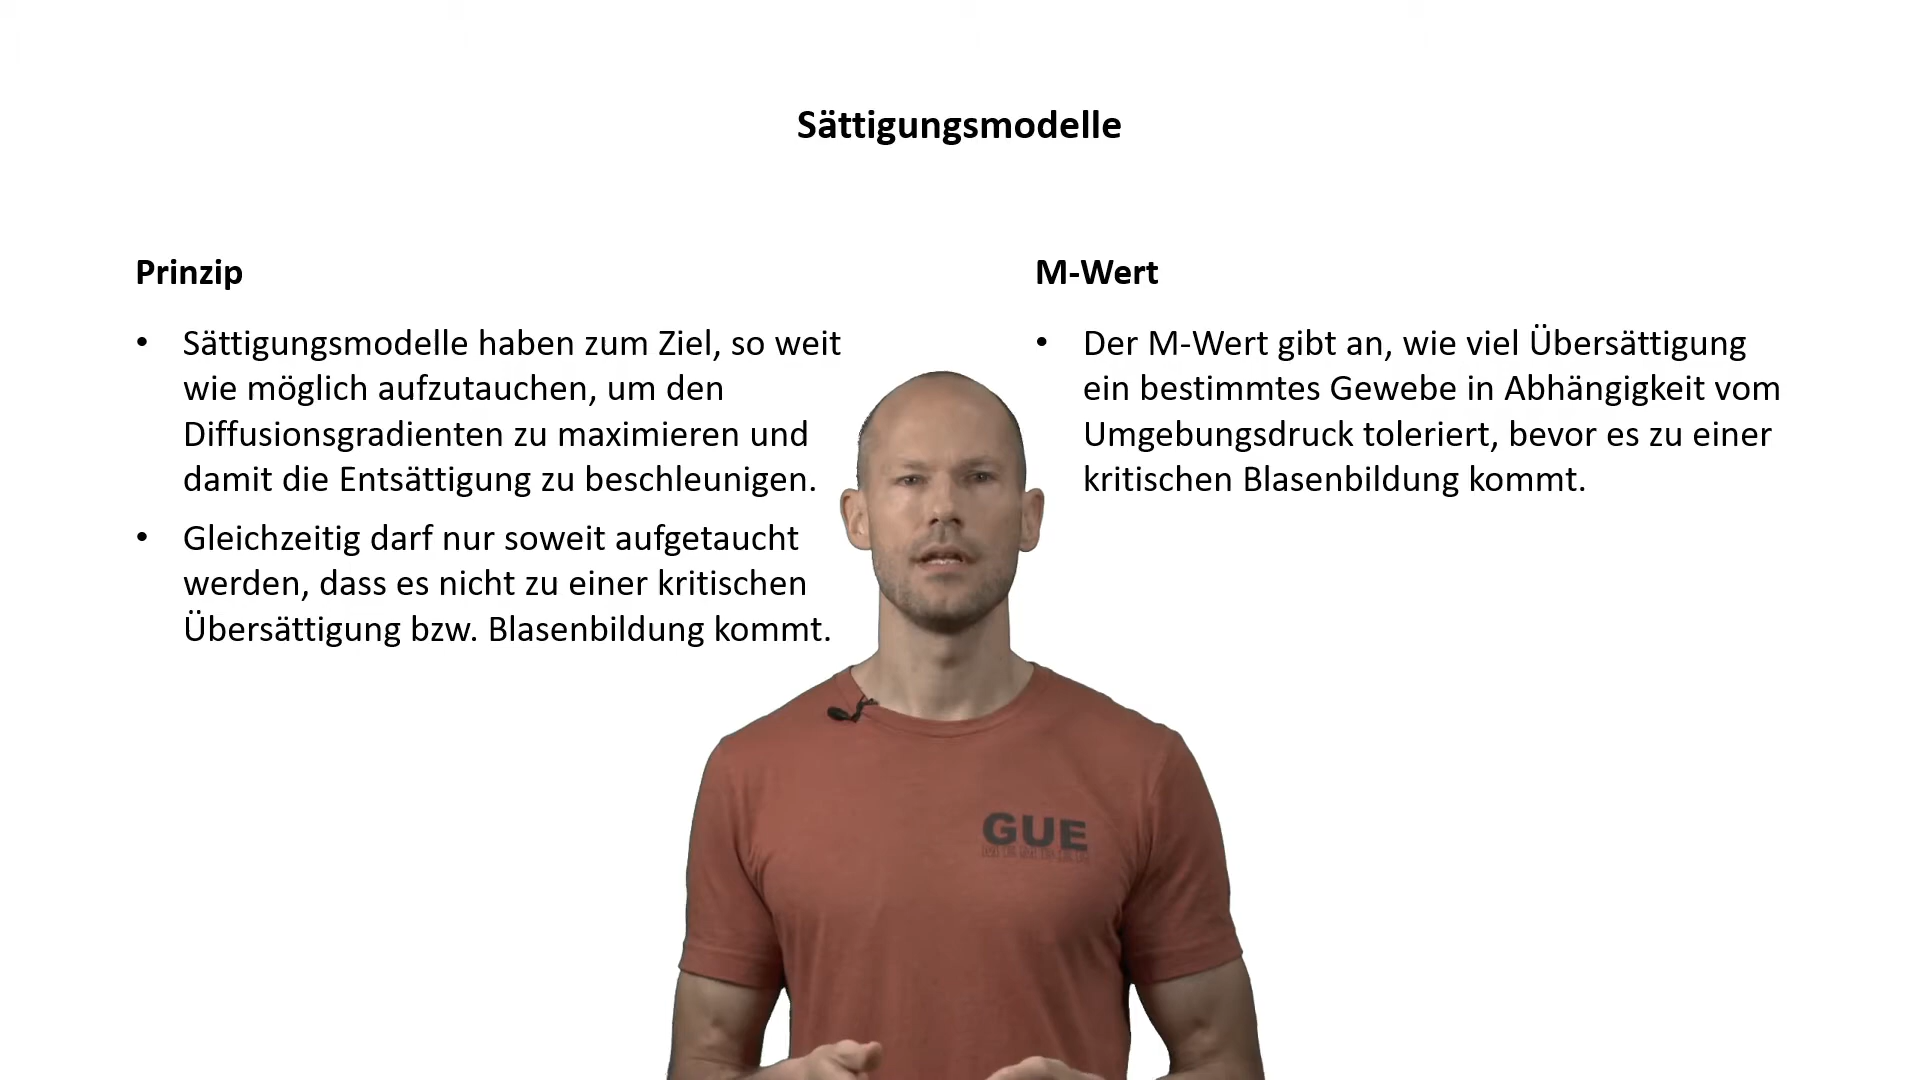 Sättigungsmodelle
Prinzip
• Sättigungsmodelle haben zum Ziel, so weit
wie möglich aufzutauchen, um den
Diffusionsgradienten zu maximieren und
damit die Entsättigung zu beschleunigen.
• Gleichzeitig darf nur soweit aufgetaucht
werden, dass es nicht zu einer kritischen
Übersättigung bzw. Blasenbildung kommt.
M-Wert
• Der M-Wert gibt an, wie viel Übersättigung
ein bestimmtes Gewebe in Abhängigkeit vom
Umgebungsdruck toleriert, bevor es zu einer
kritischen Blasenbildung kommt.
GUE